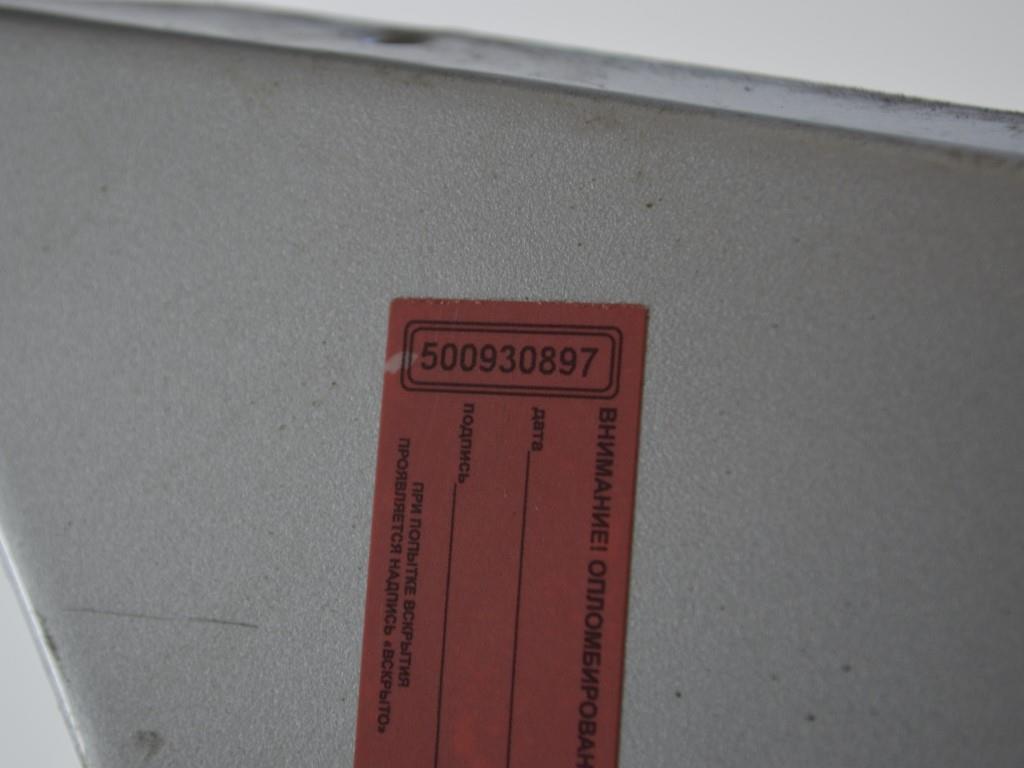 500930897
ВНИМАНИЕ! ОПЛОМБИРОВАН
дата
подпись
ПРИ ПОПЫТКЕ ВСКРЫТИЯ
ПРОЯВЛЯЕТСЯ НАДПИСЬ «ВСКРЫТО»